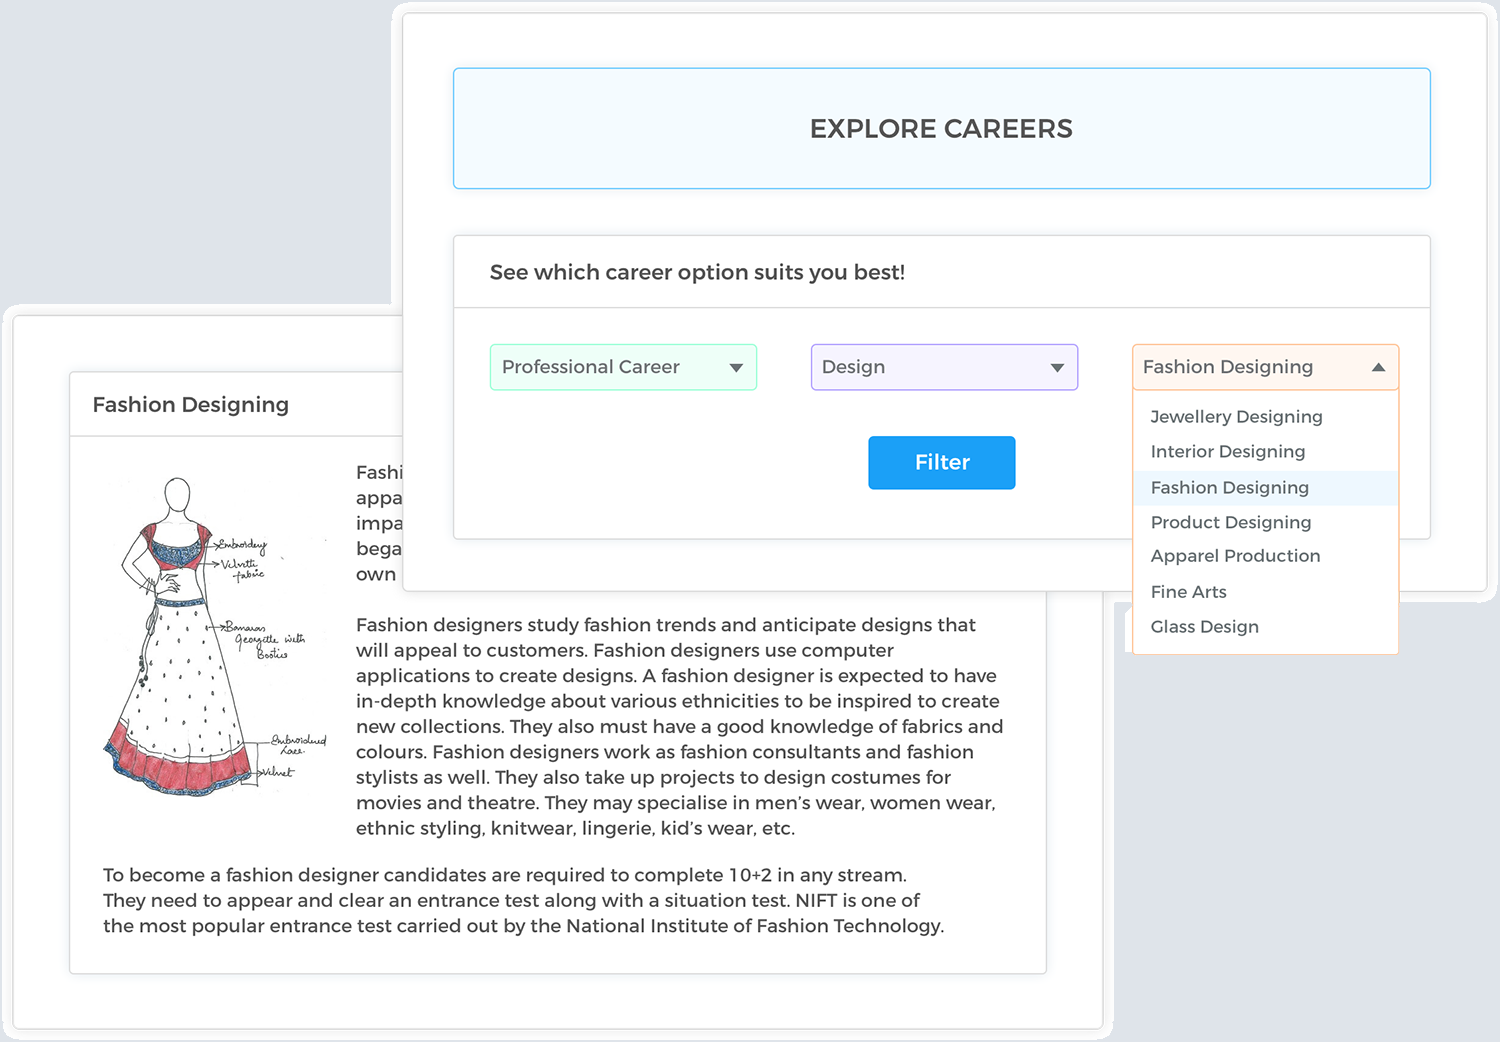 EXPLORE CAREERS
See which career option suits you best!
Professional Career
Design
Fashion Designing
Jewellery Designing
Interior Designing
Fashion Designing
Product Designing
Apparel Production
Fine Arts
Glass Design
Filter
Fashion Designing
Embroidery
Velvette
fabric
Banaras
Georgette with
Booties
Embroidered
Lace.
Velvet
Fashi
appa
impa
bega
own
Fashion designers study fashion trends and anticipate designs that
will appeal to customers. Fashion designers use computer
applications to create designs. A fashion designer is expected to have
in-depth knowledge about various ethnicities to be inspired to create
new collections. They also must have a good knowledge of fabrics and
colours. Fashion designers work as fashion consultants and fashion
stylists as well. They also take up projects to design costumes for
movies and theatre. They may specialise in men’s wear, women wear,
ethnic styling, knitwear, lingerie, kid’s wear, etc.
To become a fashion designer candidates are required to complete 10+2 in any stream.
They need to appear and clear an entrance test along with a situation test. NIFT is one of
the most popular entrance test carried out by the National Institute of Fashion Technology.